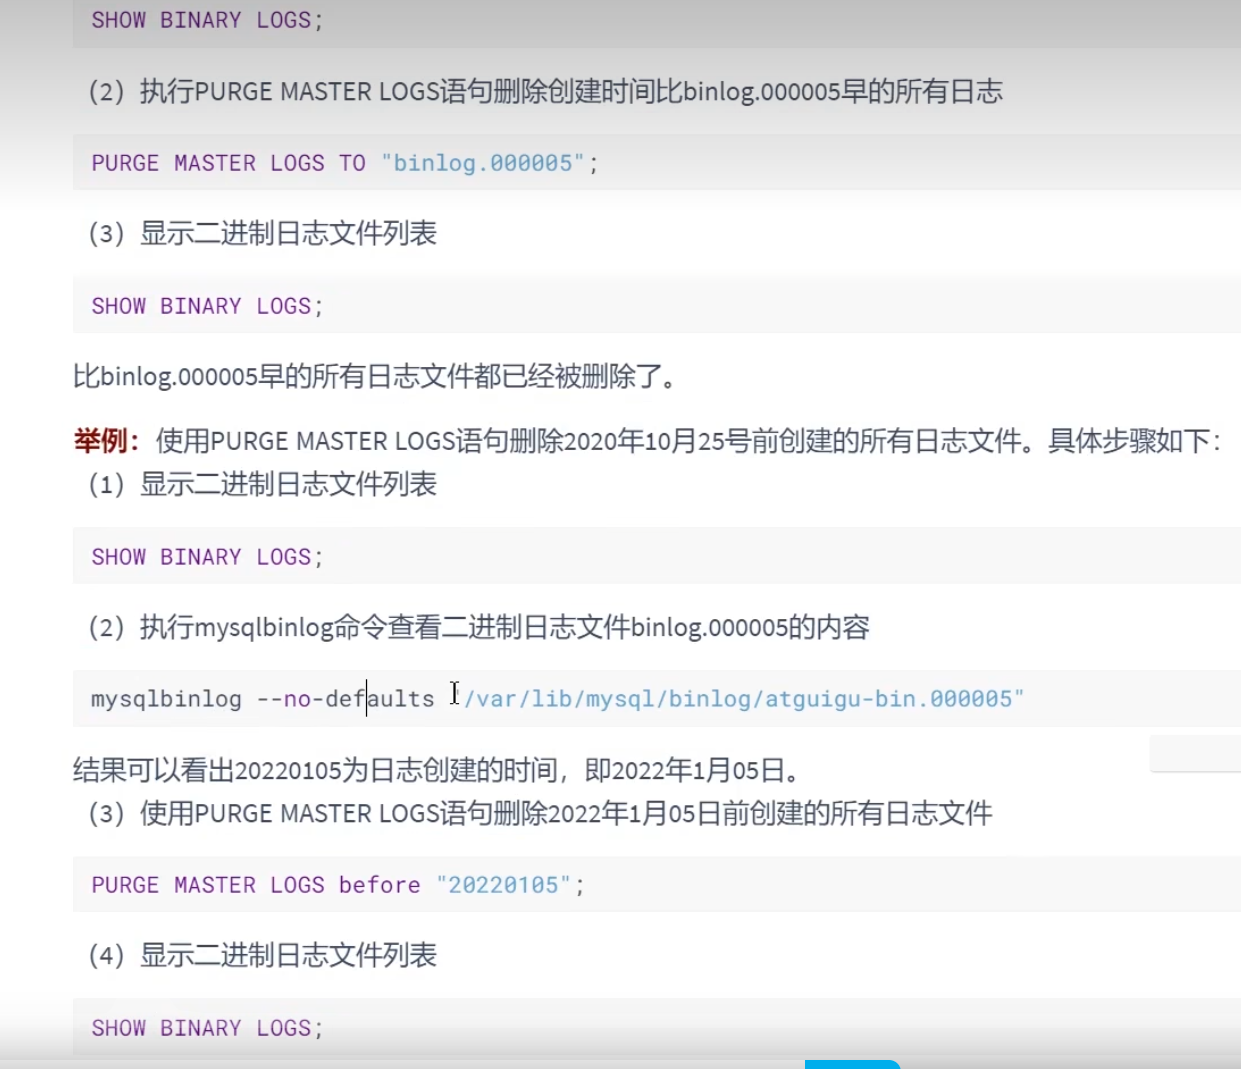 SHOW BINARY LOGS;
（2）执行PURGE MASTER LOGS语句删除创建时间比binlog.000005早的所有日志
PURGE MASTER LOGS TO "binlog.000005";
（3）显示二进制日志文件列表
SHOW BINARY LOGS;
比binlog.000005早的所有日志文件都已经被删除了。
举例：使用PURGE MASTER LOGS语句删除2020年10月25号前创建的所有日志文件。具体步骤如下：
（1）显示二进制日志文件列表
SHOW BINARY LOGS;
（2）执行mysqlbinlog命令查看二进制日志文件binlog.000005的内容
mysqlbinlog --no-defaults "/var/lib/mysql/binlog/atguigu-bin.000005"
结果可以看出20220105为日志创建的时间，即2022年1月05日。
（3）使用PURGE MASTER LOGS语句删除2022年1月05日前创建的所有日志文件
PURGE MASTER LOGS before "20220105";
（4）显示二进制日志文件列表
SHOW BINARY LOGS;